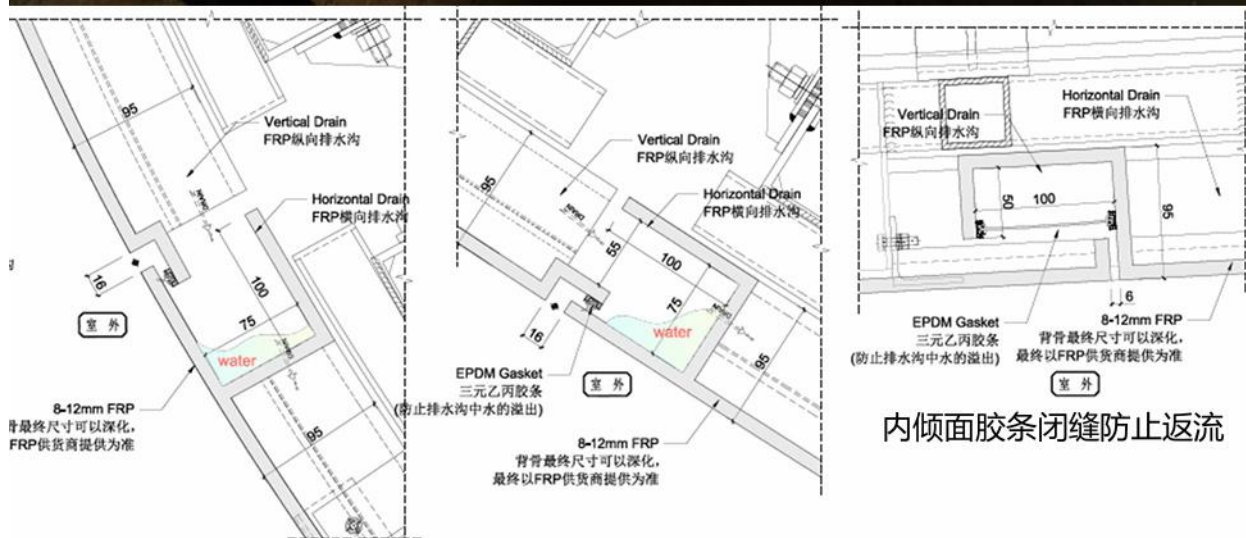 95
Vertical Drain
FRP纵向排水沟
DRAIN
Horizontal Drain
FRP横向排水沟
沟
16
100
室 外
75
water
DRAIN
8-12mm FRP
背骨最终尺寸可以深化，
FRP供货商提供为准
95
Vertical Drain
FRP纵向排水沟
95
DRAIN
Horizontal Drain
FRP横向排水沟
55
100
75
DRAIN
16
water
95
EPDM Gasket
三元乙丙胶条
(防止排水沟中水的溢出)
室 外
8-12mm FRP
背骨最终尺寸可以深化，
最终以FRP供货商提供为准
Horizontal Drain
FRP横向排水沟
Vertical Drain
FRP纵向排水沟
50
100
95
6
EPDM Gasket
三元乙丙胶条
(防止排水沟中水的溢出)
8-12mm FRP
背骨最终尺寸可以深化，
最终以FRP供货商提供为准
室 外
内倾面胶条闭缝防止返流